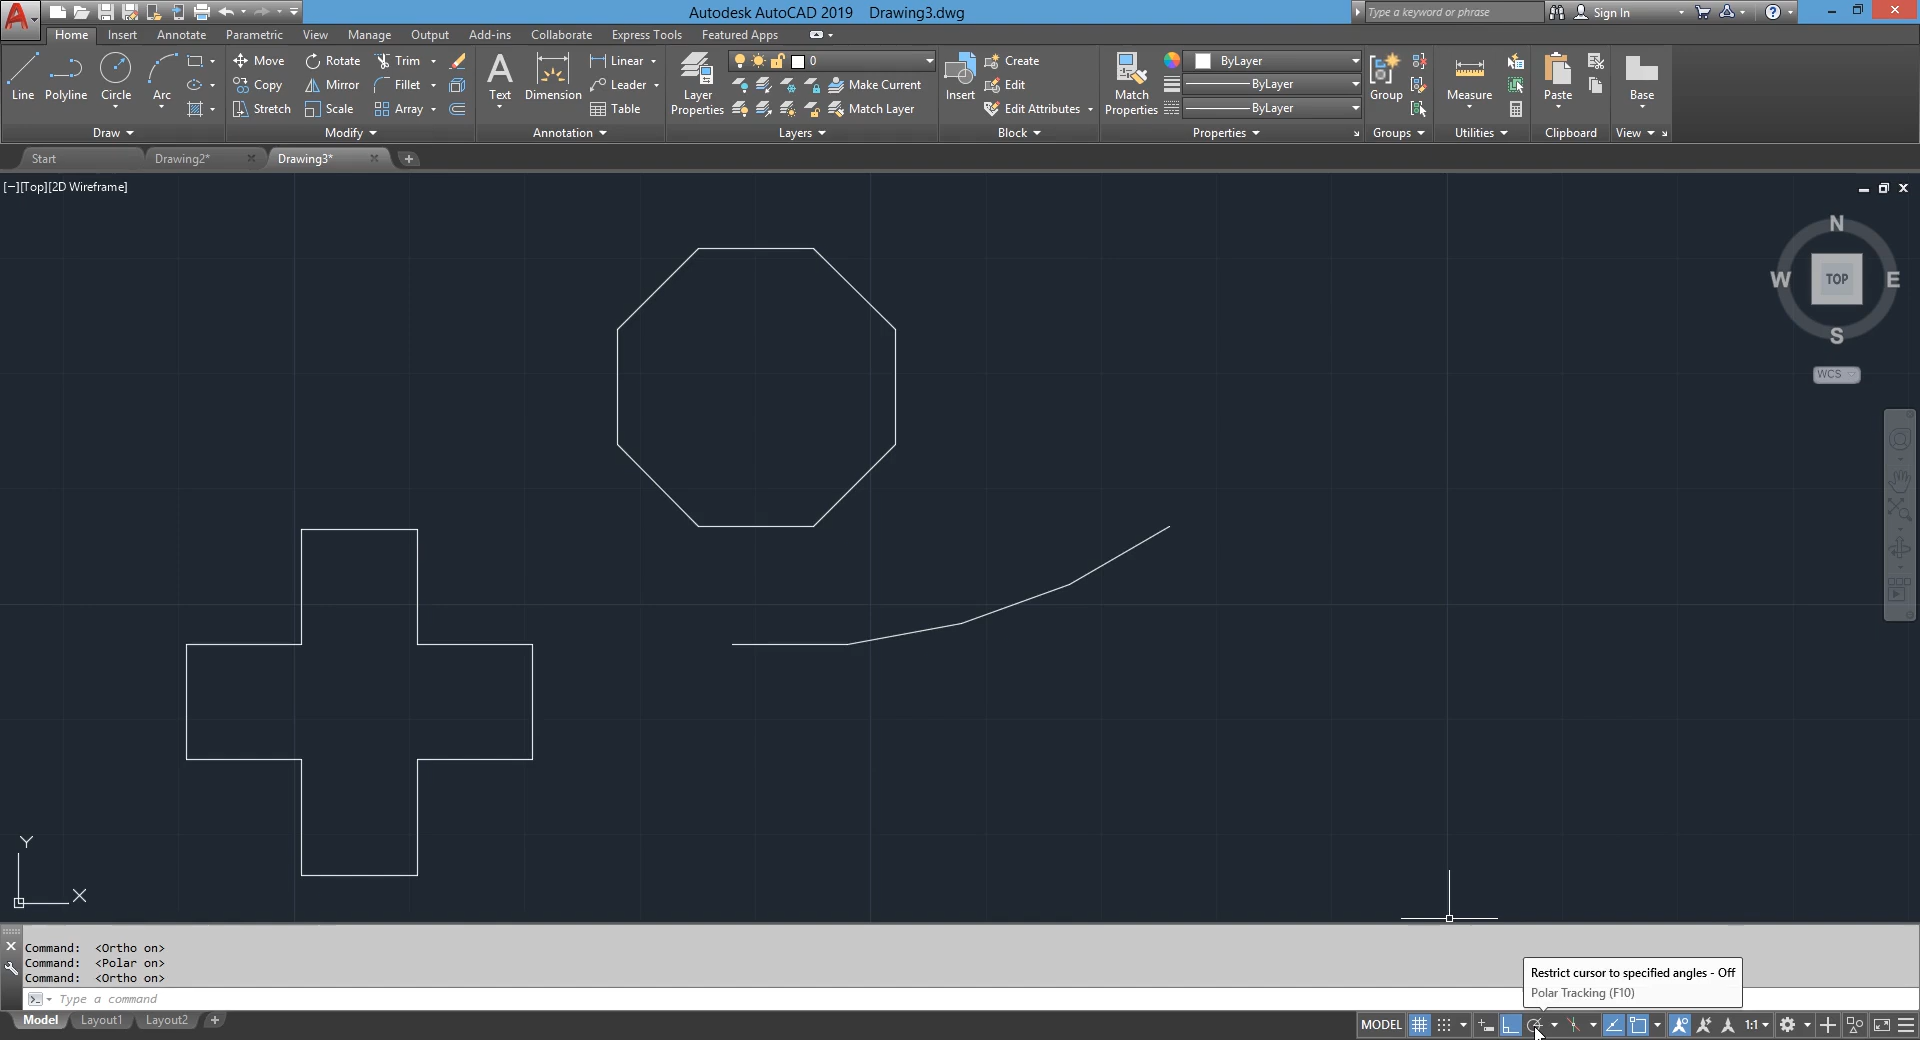 Autodesk AutoCAD 2019 Drawing3.dwg
Type a keyword or phrase
Sign In
Home Insert Annotate Parametric View Manage Output Add-ins Collaborate Express Tools Featured Apps
Line Polyline Circle Arc
Draw
Move Rotate Trim
Copy Mirror Fillet
Stretch Scale Array
Modify
Text Dimension
Linear
Leader
Table
Annotation
Layer Properties
0
Make Current
Match Layer
Layers
Insert
Create
Edit
Edit Attributes
Block
Match Properties
ByLayer
ByLayer
ByLayer
Properties
Group
Groups
Measure
Utilities
Paste
Clipboard
Base
View
Start Drawing2* Drawing3*
[−][Top][2D Wireframe]
N
W TOP E
S
WCS
Y
X
Command: <Ortho on>
Command: <Polar on>
Command: <Ortho on>
Type a command
Restrict cursor to specified angles - Off
Polar Tracking (F10)
Model Layout1 Layout2
MODEL 1:1